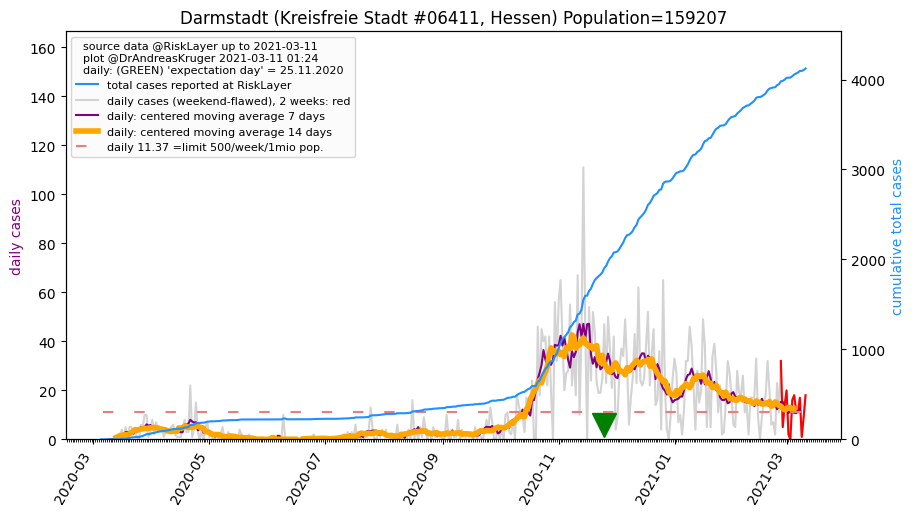 Darmstadt (Kreisfreie Stadt #06411, Hessen) Population=159207
source data @RiskLayer up to 2021-03-11
plot @DrAndreasKruger 2021-03-11 01:24
daily: (GREEN) 'expectation day' = 25.11.2020
total cases reported at RiskLayer
daily cases (weekend-flawed), 2 weeks: red
daily: centered moving average 7 days
daily: centered moving average 14 days
daily 11.37 =limit 500/week/1mio pop.
daily cases
160
140
120
100
80
60
40
20
0
cumulative total cases
4000
3000
2000
1000
0
2020-03
2020-05
2020-07
2020-09
2020-11
2021-01
2021-03